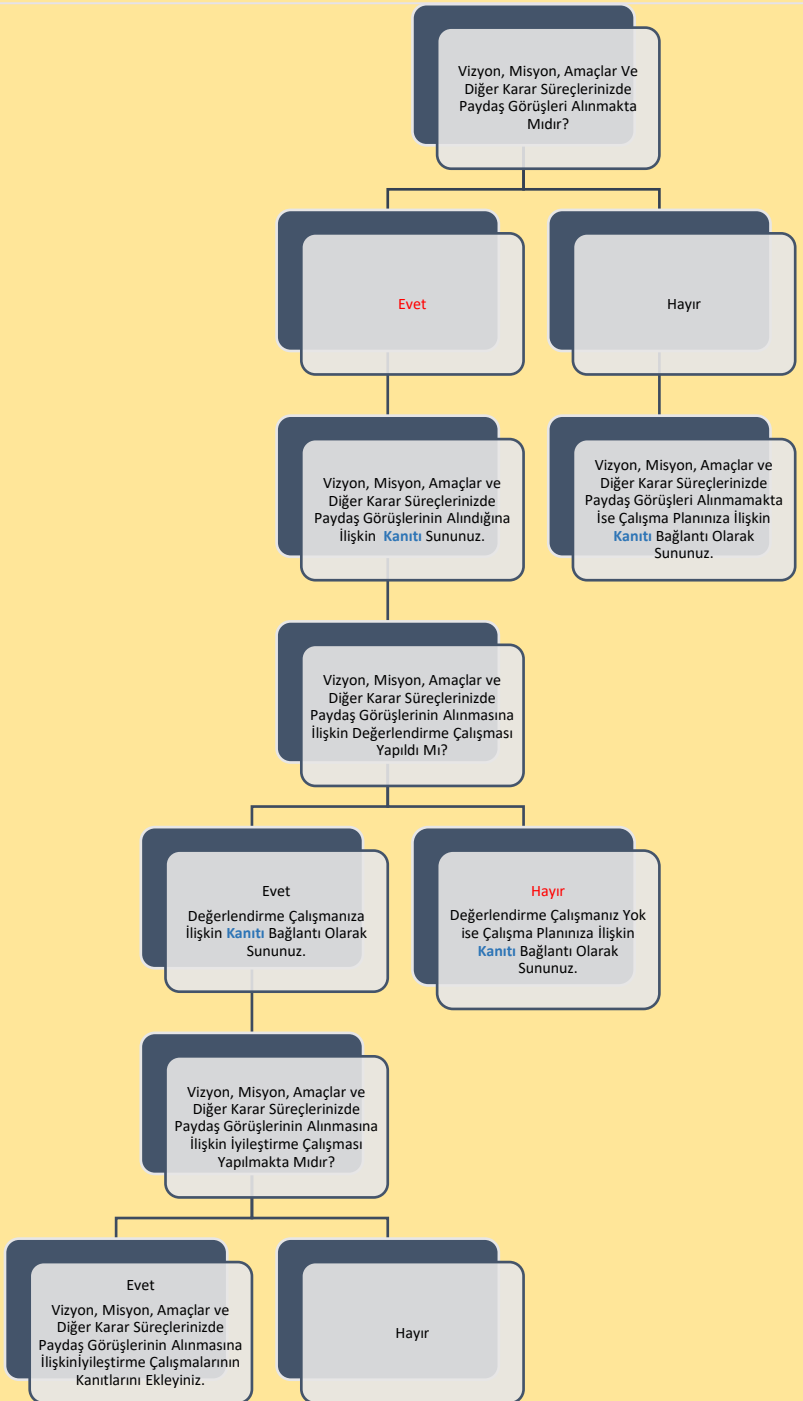 Vizyon, Misyon, Amaçlar Ve
Diğer Karar Süreçlerinizde
Paydaş Görüşleri Alınmakta
Mıdır?
Evet
Hayır
Vizyon, Misyon, Amaçlar ve
Diğer Karar Süreçlerinizde
Paydaş Görüşlerinin Alındığına
İlişkin Kanıtı Sununuz.
Vizyon, Misyon, Amaçlar ve
Diğer Karar Süreçlerinizde
Paydaş Görüşleri Alınmamakta
İse Çalışma Planınıza İlişkin
Kanıtı Bağlantı Olarak
Sununuz.
Vizyon, Misyon, Amaçlar ve
Diğer Karar Süreçlerinizde
Paydaş Görüşlerinin Alınmasına
İlişkin Değerlendirme Çalışması
Yapıldı Mı?
Evet
Değerlendirme Çalışmanıza
İlişkin Kanıtı Bağlantı Olarak
Sununuz.
Hayır
Değerlendirme Çalışmanız Yok
ise Çalışma Planınıza İlişkin
Kanıtı Bağlantı Olarak
Sununuz.
Vizyon, Misyon, Amaçlar ve
Diğer Karar Süreçlerinizde
Paydaş Görüşlerinin Alınmasına
İlişkin İyileştirme Çalışması
Yapılmakta Mıdır?
Evet
Vizyon, Misyon, Amaçlar ve
Diğer Karar Süreçlerinizde
Paydaş Görüşlerinin Alınmasına
İlişkinİyileştirme Çalışmalarının
Kanıtlarını Ekleyiniz.
Hayır